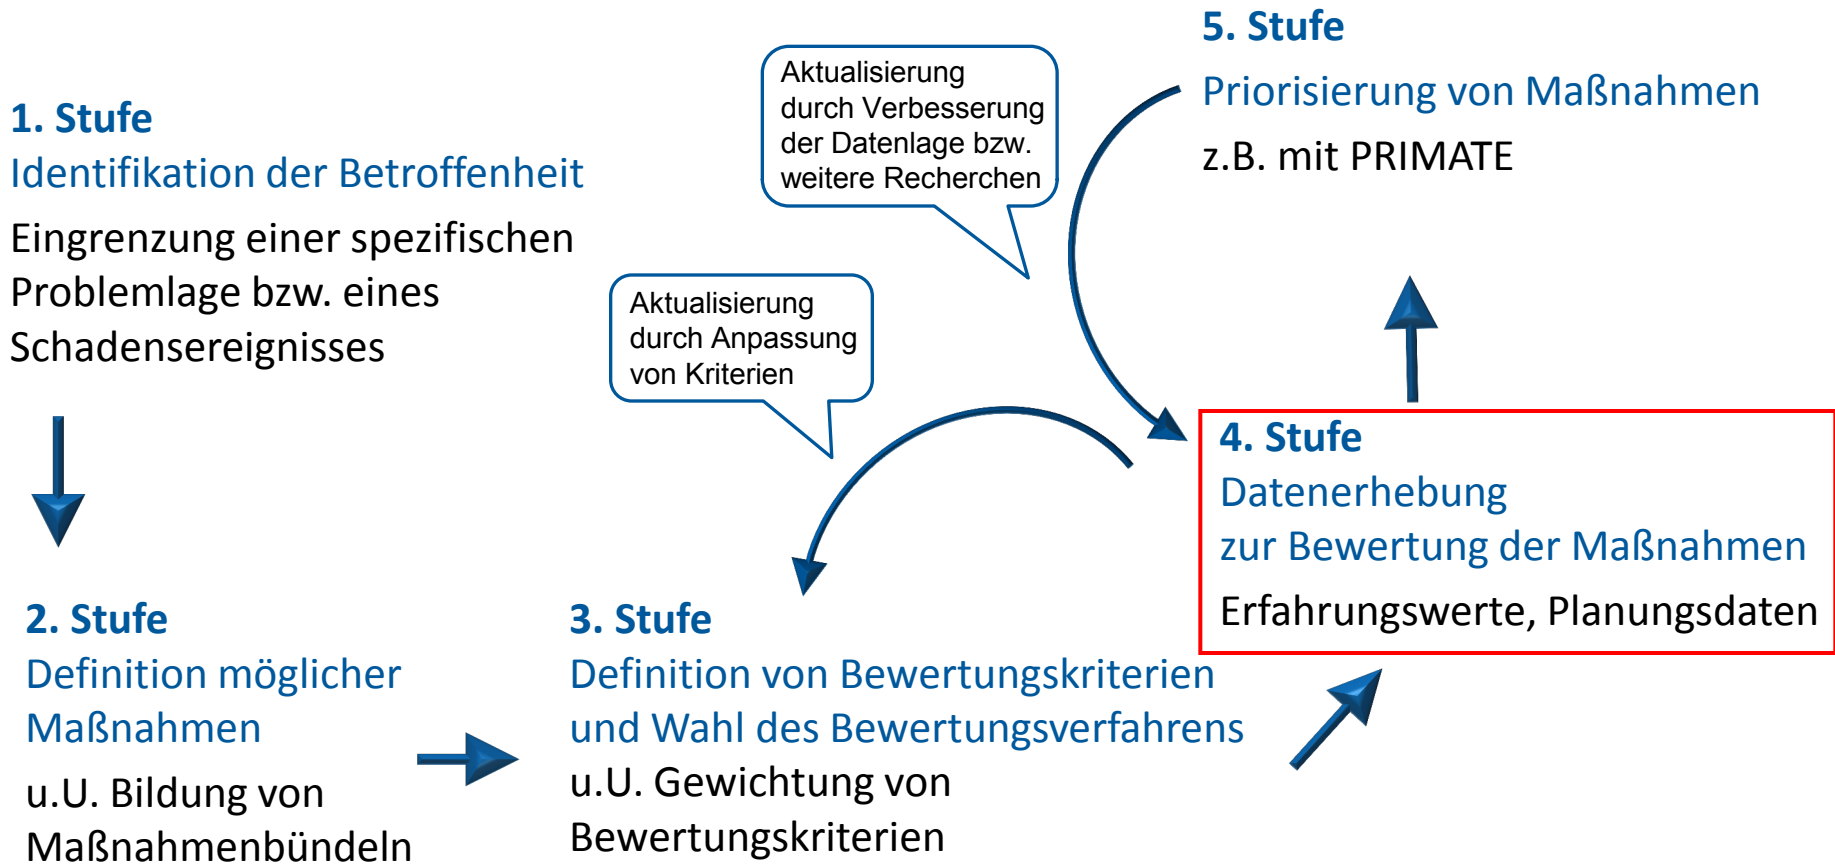 1. Stufe
Identifikation der Betroffenheit
Eingrenzung einer spezifischen
Problemlage bzw. eines
Schadensereignisses
2. Stufe
Definition möglicher
Maßnahmen
u.U. Bildung von
Maßnahmenbündeln
3. Stufe
Definition von Bewertungskriterien
und Wahl des Bewertungsverfahrens
u.U. Gewichtung von
Bewertungskriterien
Aktualisierung
durch Anpassung
von Kriterien
4. Stufe
Datenerhebung
zur Bewertung der Maßnahmen
Erfahrungswerte, Planungsdaten
Aktualisierung
durch Verbesserung
der Datenlage bzw.
weitere Recherchen
5. Stufe
Priorisierung von Maßnahmen
z.B. mit PRIMATE